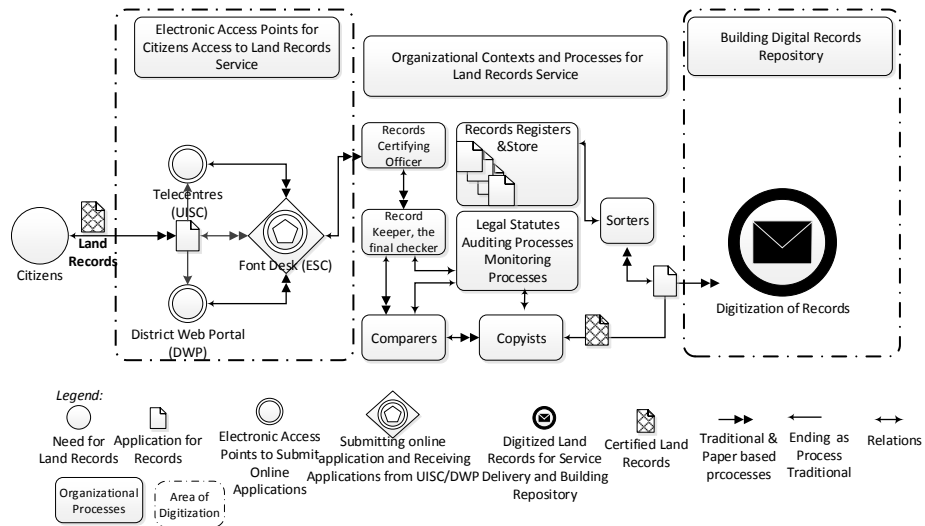 Electronic Access Points for
Citizens Access to Land Records
Service
Organizational Contexts and Processes for
Land Records Service
Building Digital Records
Repository
Records
Certifying
Officer
Records Registers
&Store
Telecentres
(UISC)
Land
Records
Citizens
Font Desk (ESC)
Record
Keeper, the
final checker
Legal Statutes
Auditing Processes
Monitoring
Processes
Sorters
District Web Portal
(DWP)
Comparers
Copyists
Digitization of Records
Legend:
Need for
Land Records
Application for
Records
Electronic Access
Points to Submit
Online
Applications
Submitting online
application and Receiving
Applications from UISC/DWP
Digitized Land
Records for Service
Delivery and Building
Repository
Certified Land
Records
Traditional &
Paper based
processes
Ending as
Process
Traditional
Relations
Organizational
Processes
Area of
Digitization